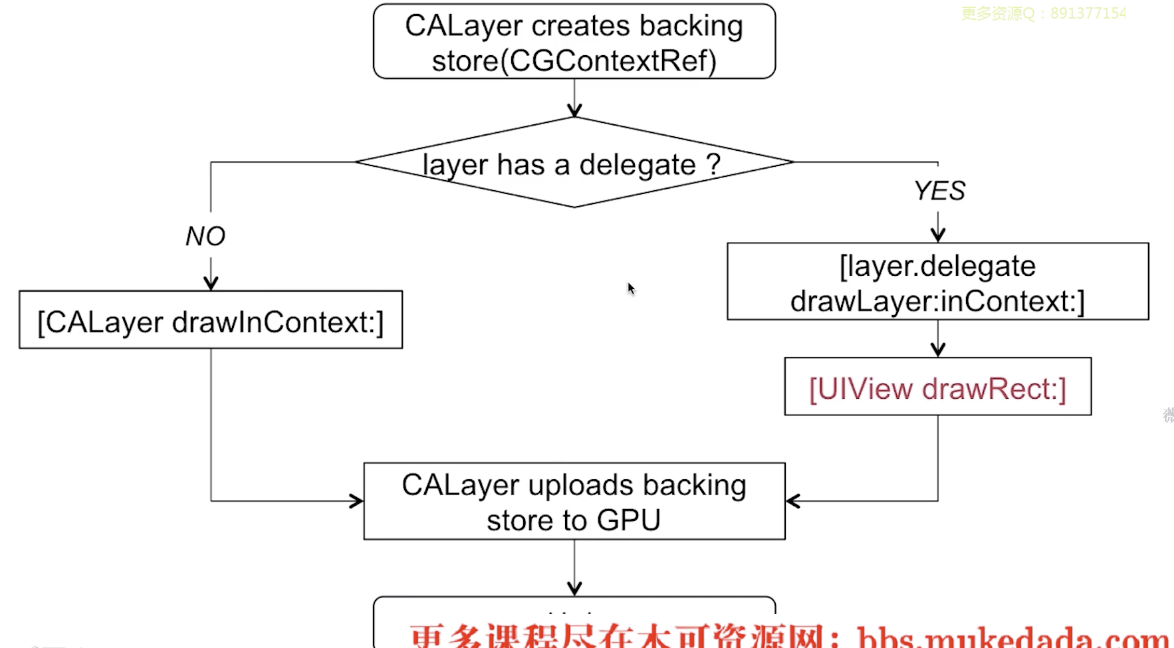 更多资源Q：891377154
CALayer creates backing
store(CGContextRef)
layer has a delegate ?
YES
NO
[layer.delegate
drawLayer:inContext:]
[CALayer drawInContext:]
[UIView drawRect:]
CALayer uploads backing
store to GPU
更多课程尽在木可资源网：bbs.mukedada.com